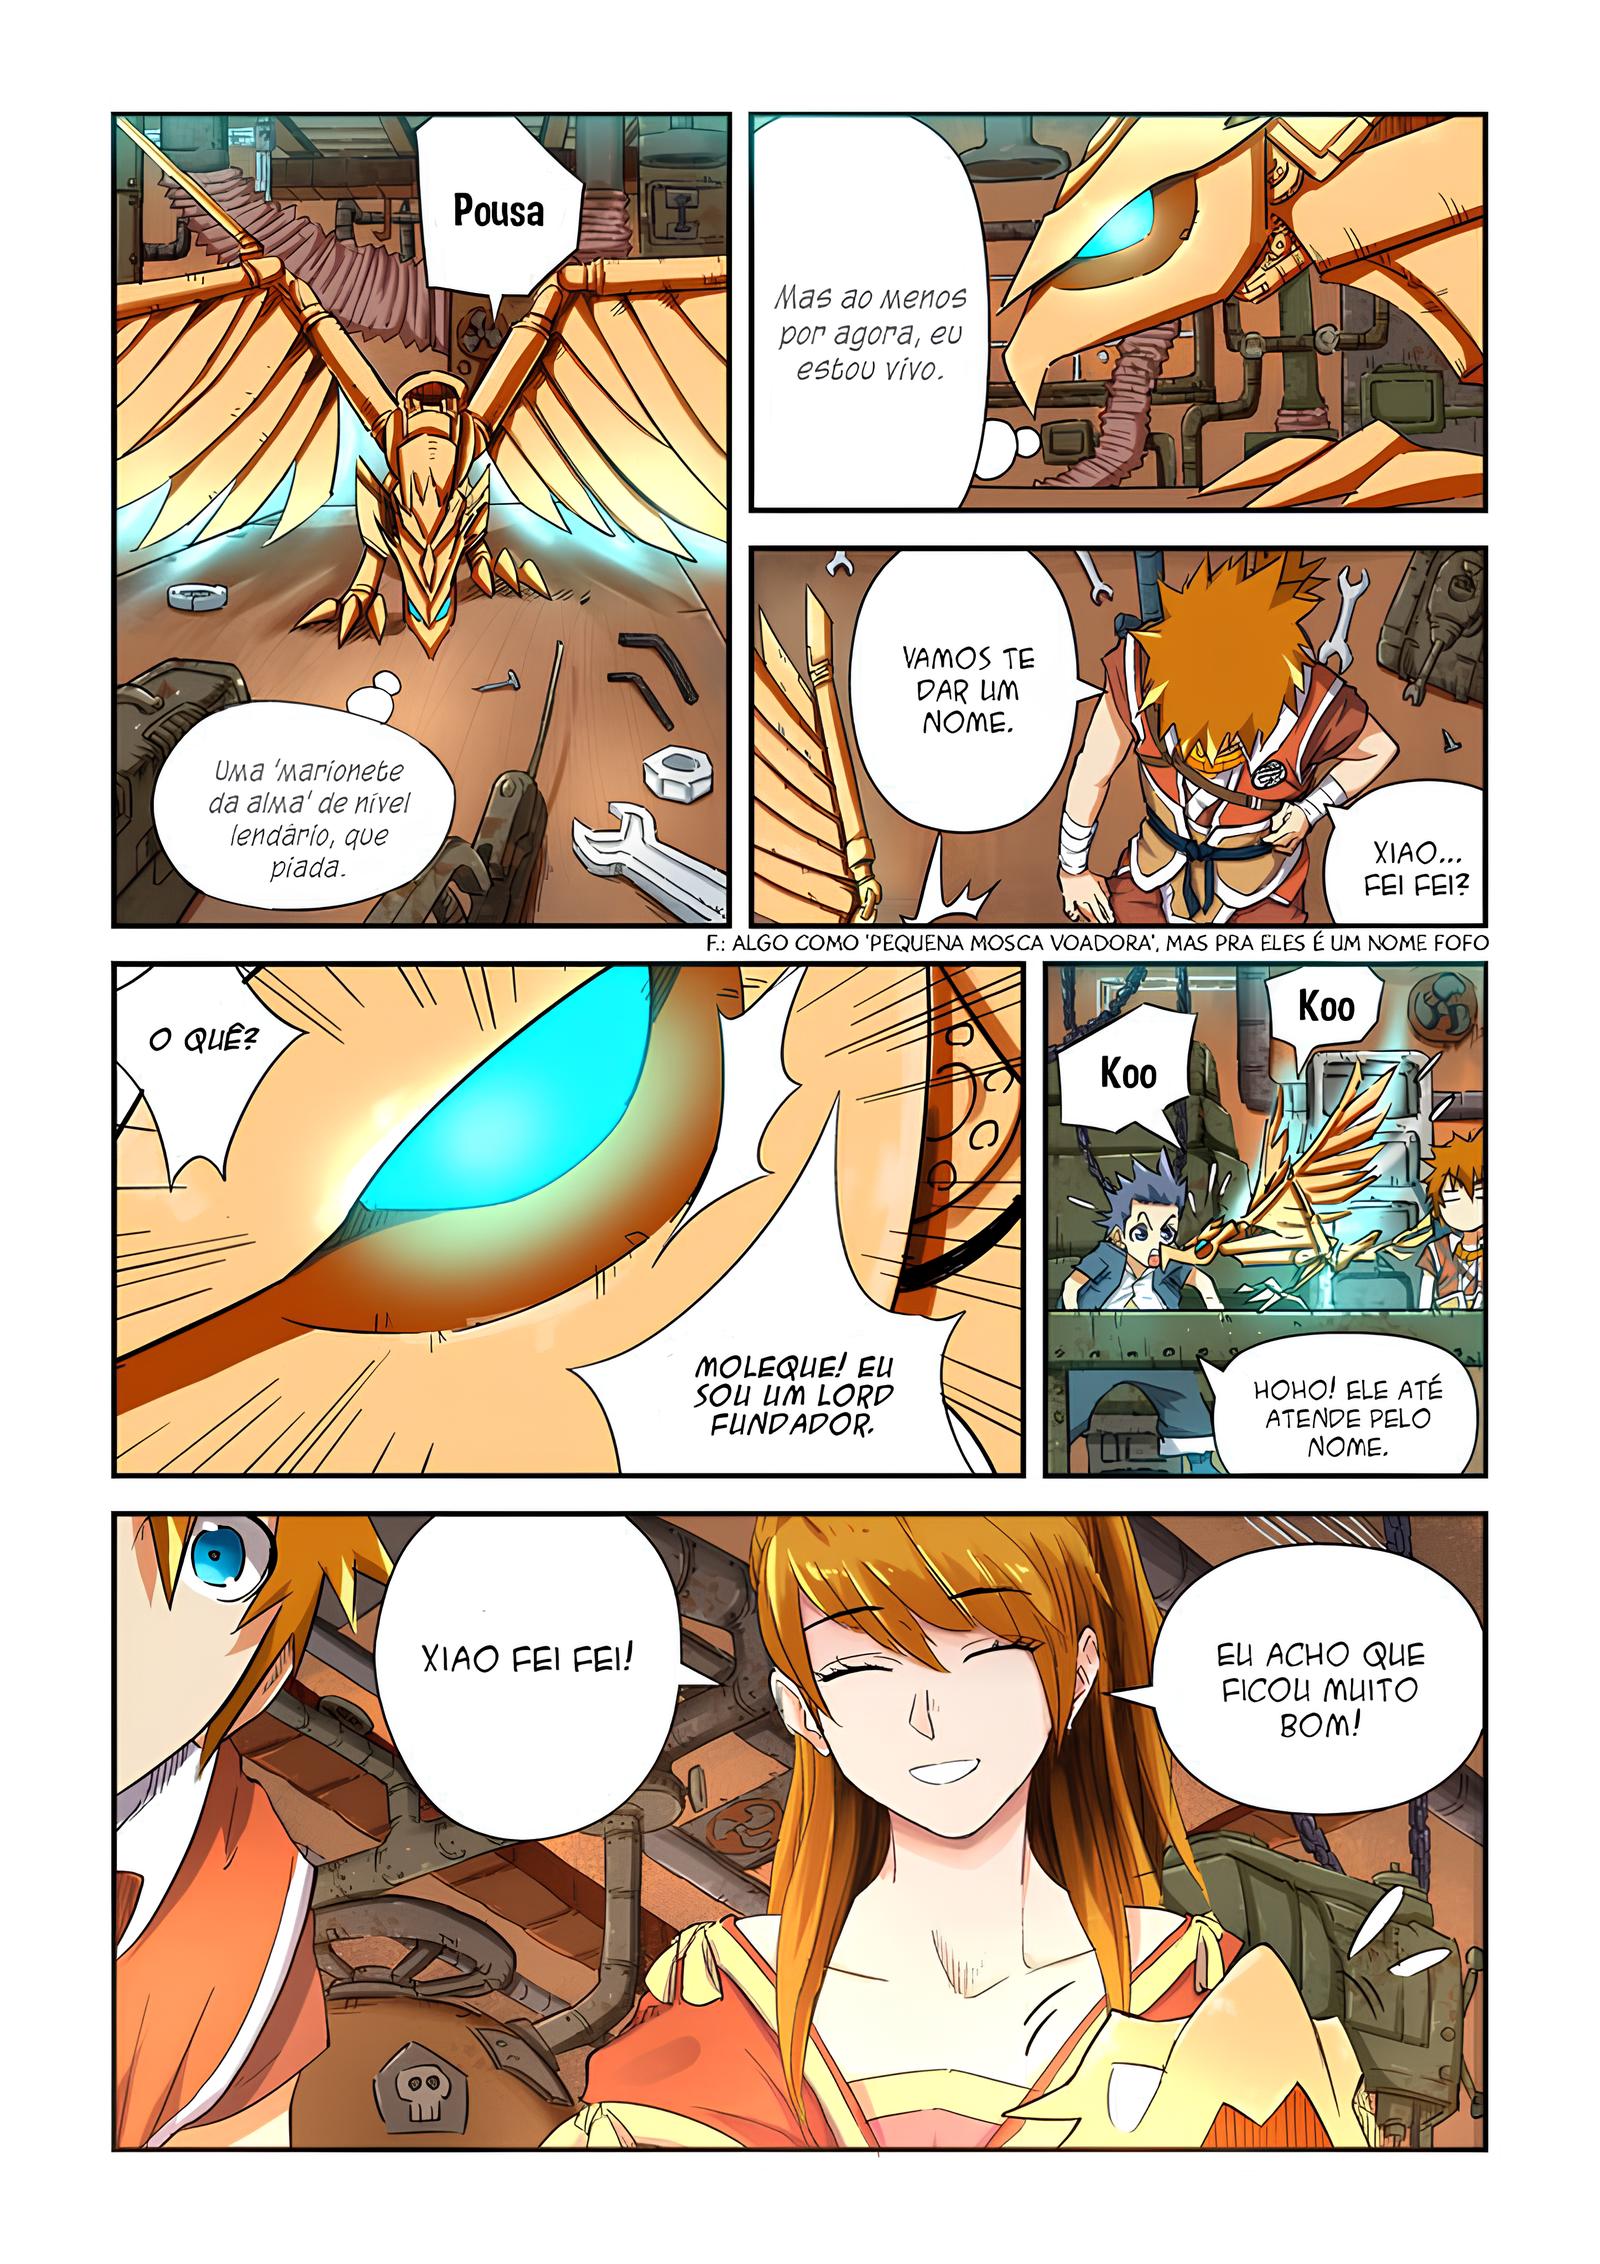 Pousa
Uma 'marionete
da alma' de nível
lendário, que
piada.
Mas ao menos
por agora, eu
estou vivo.
VAMOS TE
DAR UM
NOME.
XIAO...
FEI FEI?
F.: ALGO COMO 'PEQUENA MOSCA VOADORA', MAS PRA ELES É UM NOME FOFO
O QUÊ?
MOLEQUE! EU
SOU UM LORD
FUNDADOR.
Koo
Koo
HOHO! ELE ATÉ
ATENDE PELO
NOME.
XIAO FEI FEI!
EU ACHO QUE
FICOU MUITO
BOM!